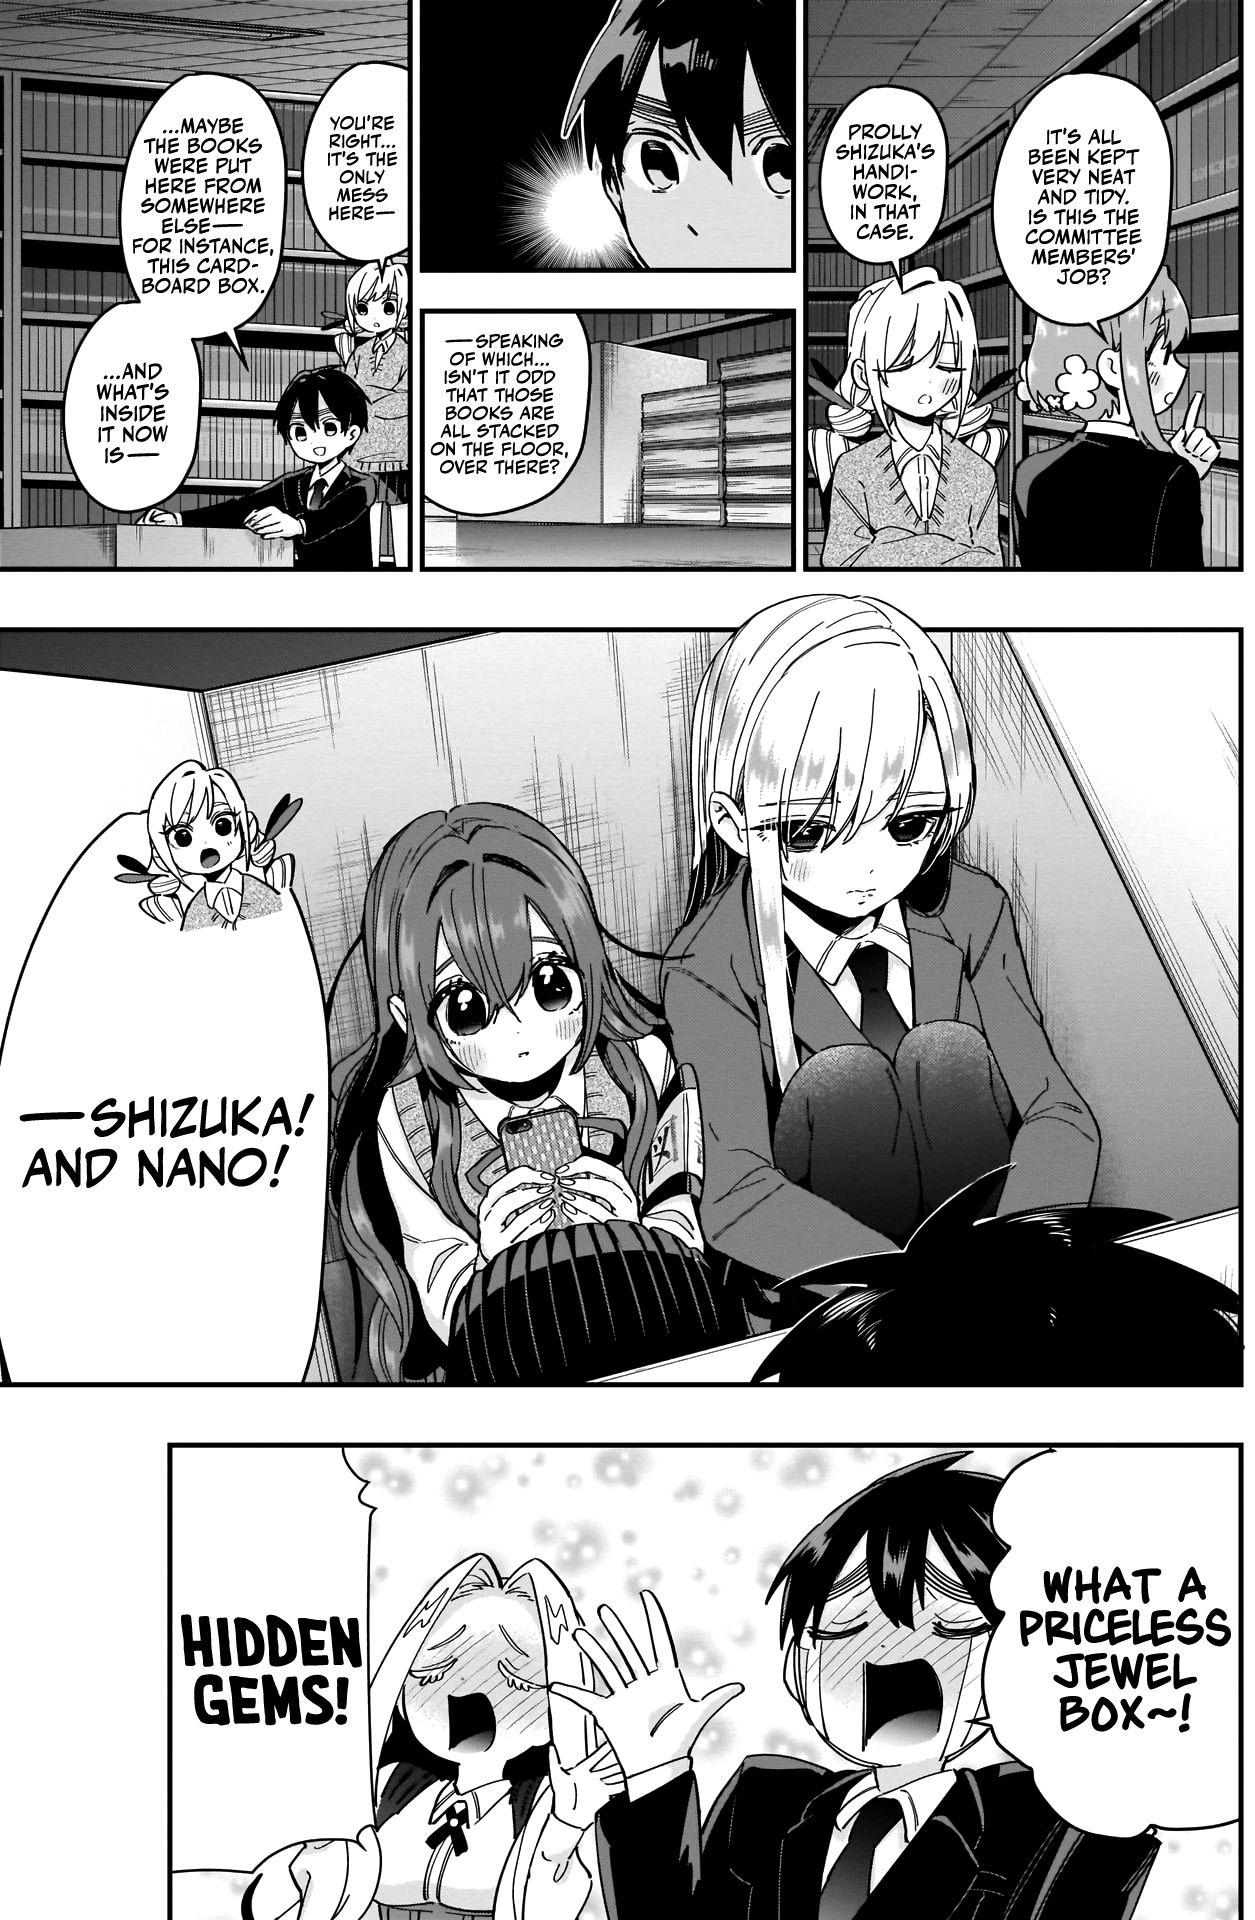 IT'S ALL
BEEN KEPT
VERY NEAT
AND TIDY.
IS THIS THE
COMMITTEE
MEMBERS'
JOB?
PROLLY
SHIZUKA'S
HANDI-
WORK,
IN THAT
CASE.
—SPEAKING
OF WHICH...
ISN'T IT ODD
THAT THOSE
BOOKS ARE
ALL STACKED
ON THE FLOOR,
OVER THERE?
YOU'RE
RIGHT...
IT'S THE
ONLY
MESS
HERE—
...MAYBE
THE BOOKS
WERE PUT
HERE FROM
SOMEWHERE
ELSE—
FOR INSTANCE,
THIS CARD-
BOARD BOX.
...AND
WHAT'S
INSIDE
IT NOW
IS—
—SHIZUKA!
AND NANO!
WHAT A
PRICELESS
JEWEL
BOX~!
HIDDEN
GEMS!